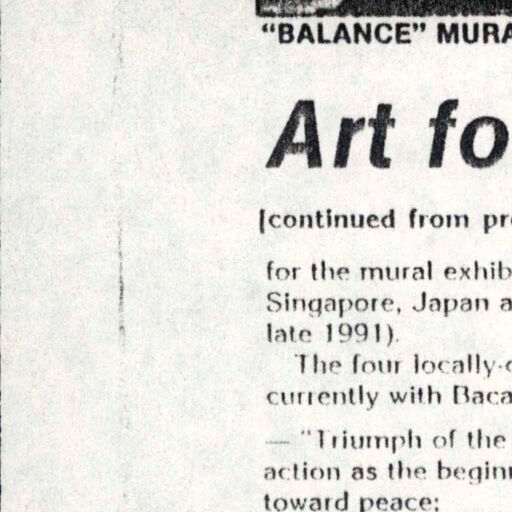 “BALANCE” MURA
Art fo
(continued from pr
for the mural exhib
Singapore, Japan a
late 1991).
The four locally-
currently with Baca
— “Triumph of the
action as the begin
toward peace;